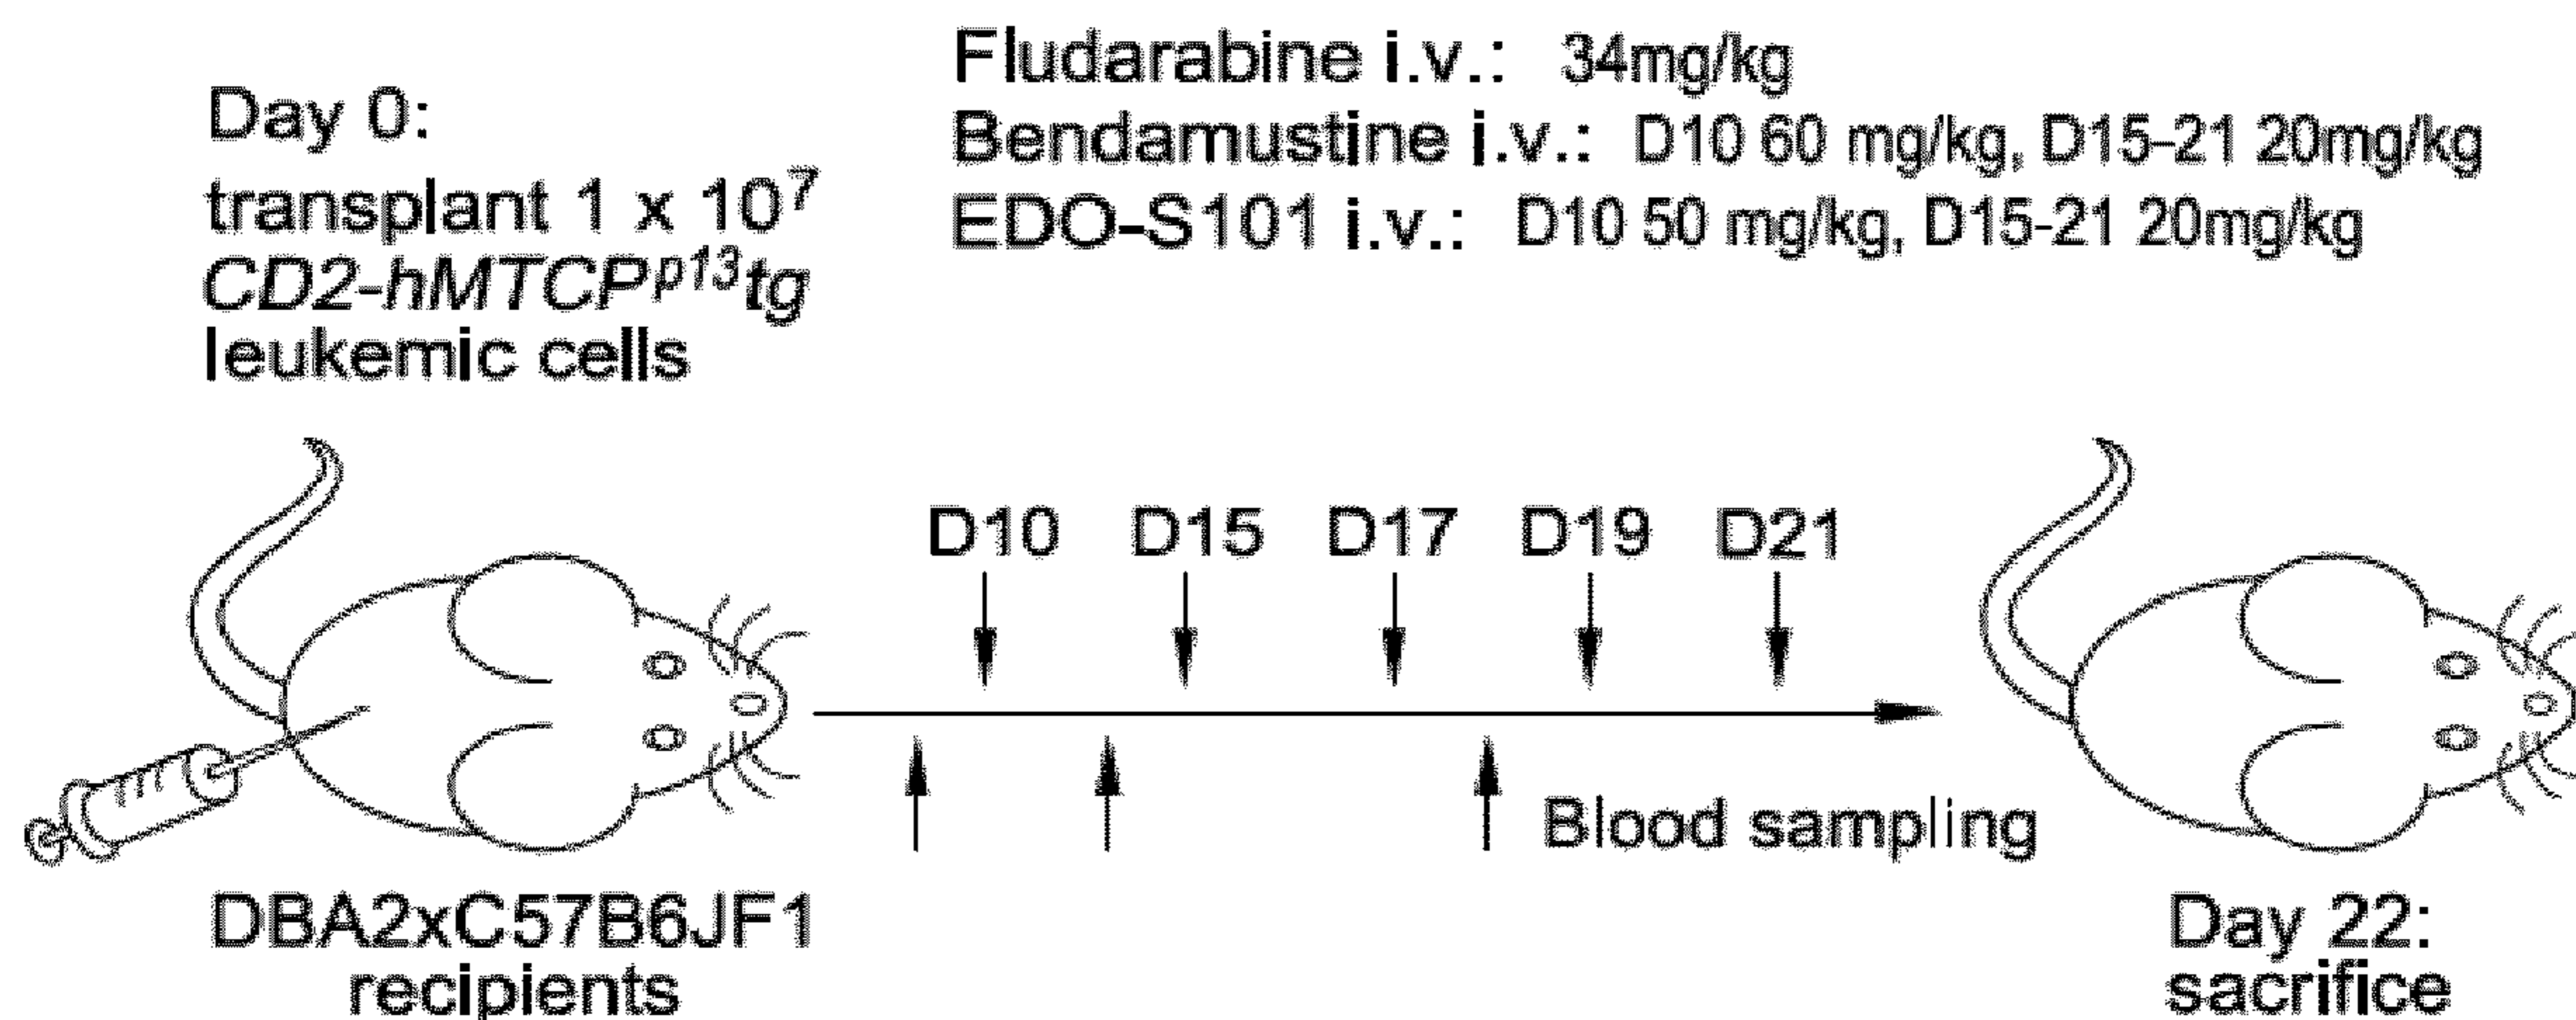 Day 0:
transplant 1 x 10⁷
CD2-hMTCPᵖ¹³tg
leukemic cells
Fludarabine i.v.: 34mg/kg
Bendamustine i.v.: D10 60 mg/kg, D15-21 20mg/kg
EDO-S101 i.v.: D10 50 mg/kg, D15-21 20mg/kg
D10 D15 D17 D19 D21
Blood sampling
DBA2xC57B6JF1
recipients
Day 22:
sacrifice